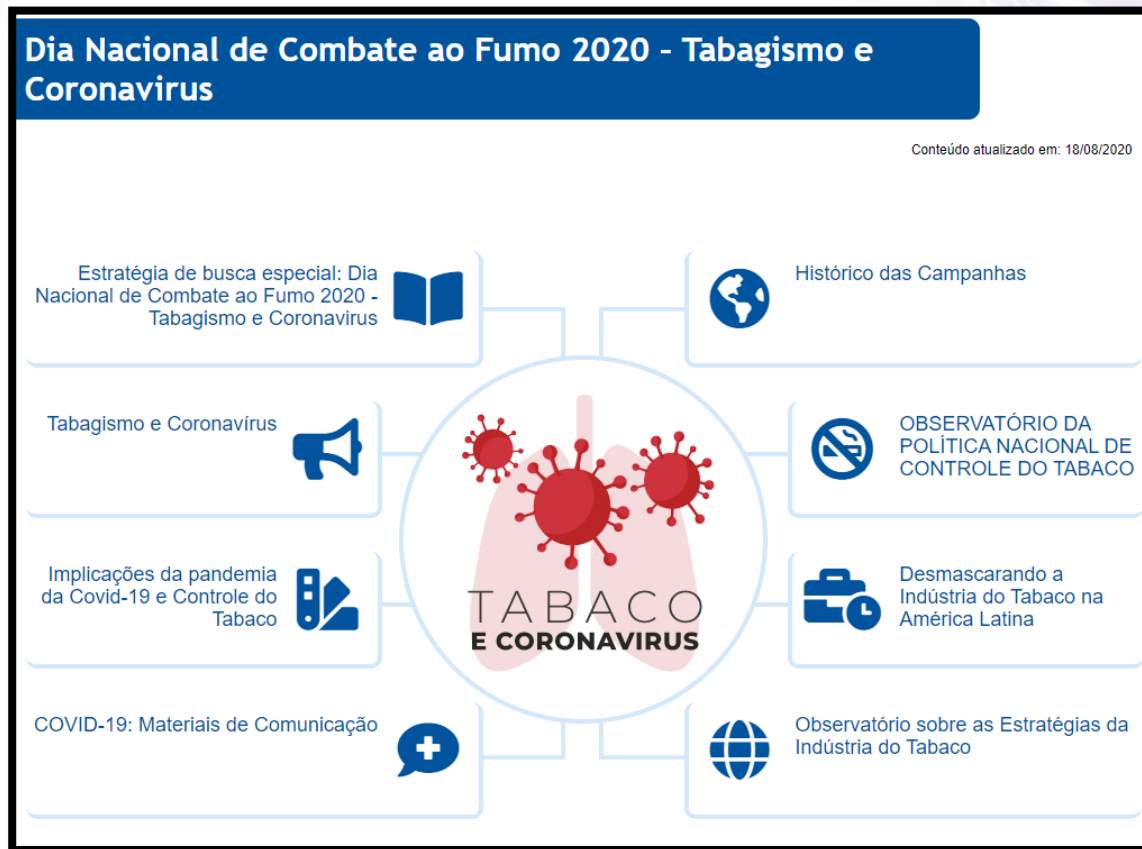 Dia Nacional de Combate ao Fumo 2020 - Tabagismo e
Coronavirus
Conteúdo atualizado em: 18/08/2020
Estratégia de busca especial: Dia
Nacional de Combate ao Fumo 2020 -
Tabagismo e Coronavirus
Histórico das Campanhas
Tabagismo e Coronavírus
OBSERVATÓRIO DA
POLÍTICA NACIONAL DE
CONTROLE DO TABACO
Implicações da pandemia
da Covid-19 e Controle do
Tabaco
Desmascarando a
Indústria do Tabaco na
América Latina
TABACO
E CORONAVIRUS
COVID-19: Materiais de Comunicação
Observatório sobre as Estratégias da
Indústria do Tabaco